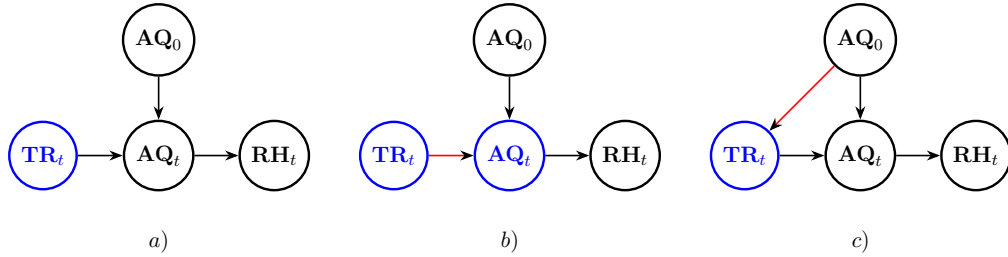 AQ₀ AQ₀ AQ₀
TRₜ AQₜ RHₜ TRₜ AQₜ RHₜ TRₜ AQₜ RHₜ
a) b) c)